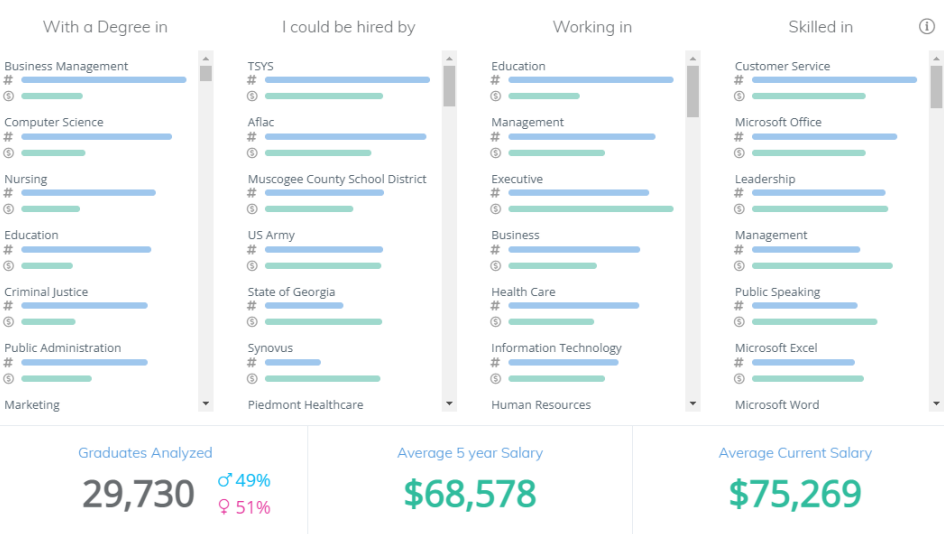 With a Degree in
I could be hired by
Working in
Skilled in
Business Management
#
Computer Science
#
Nursing
#
Education
#
Criminal Justice
#
Public Administration
#
Marketing
TSYS
#
Aflac
#
Muscogee County School District
#
US Army
#
State of Georgia
#
Synovus
#
Piedmont Healthcare
Education
#
Management
#
Executive
#
Business
#
Health Care
#
Information Technology
#
Human Resources
Customer Service
#
Microsoft Office
#
Leadership
#
Management
#
Public Speaking
#
Microsoft Excel
#
Microsoft Word
Graduates Analyzed
29,730
♂ 49%
♀ 51%
Average 5 year Salary
$68,578
Average Current Salary
$75,269